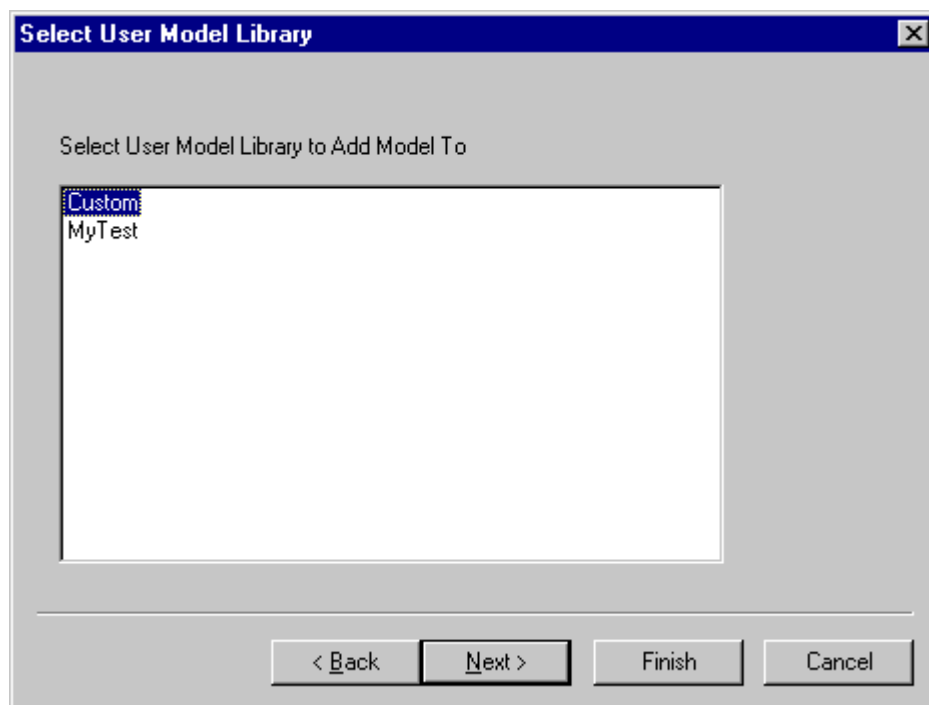 Select User Model Library
Select User Model Library to Add Model To
Custom
MyTest
< Back Next > Finish Cancel